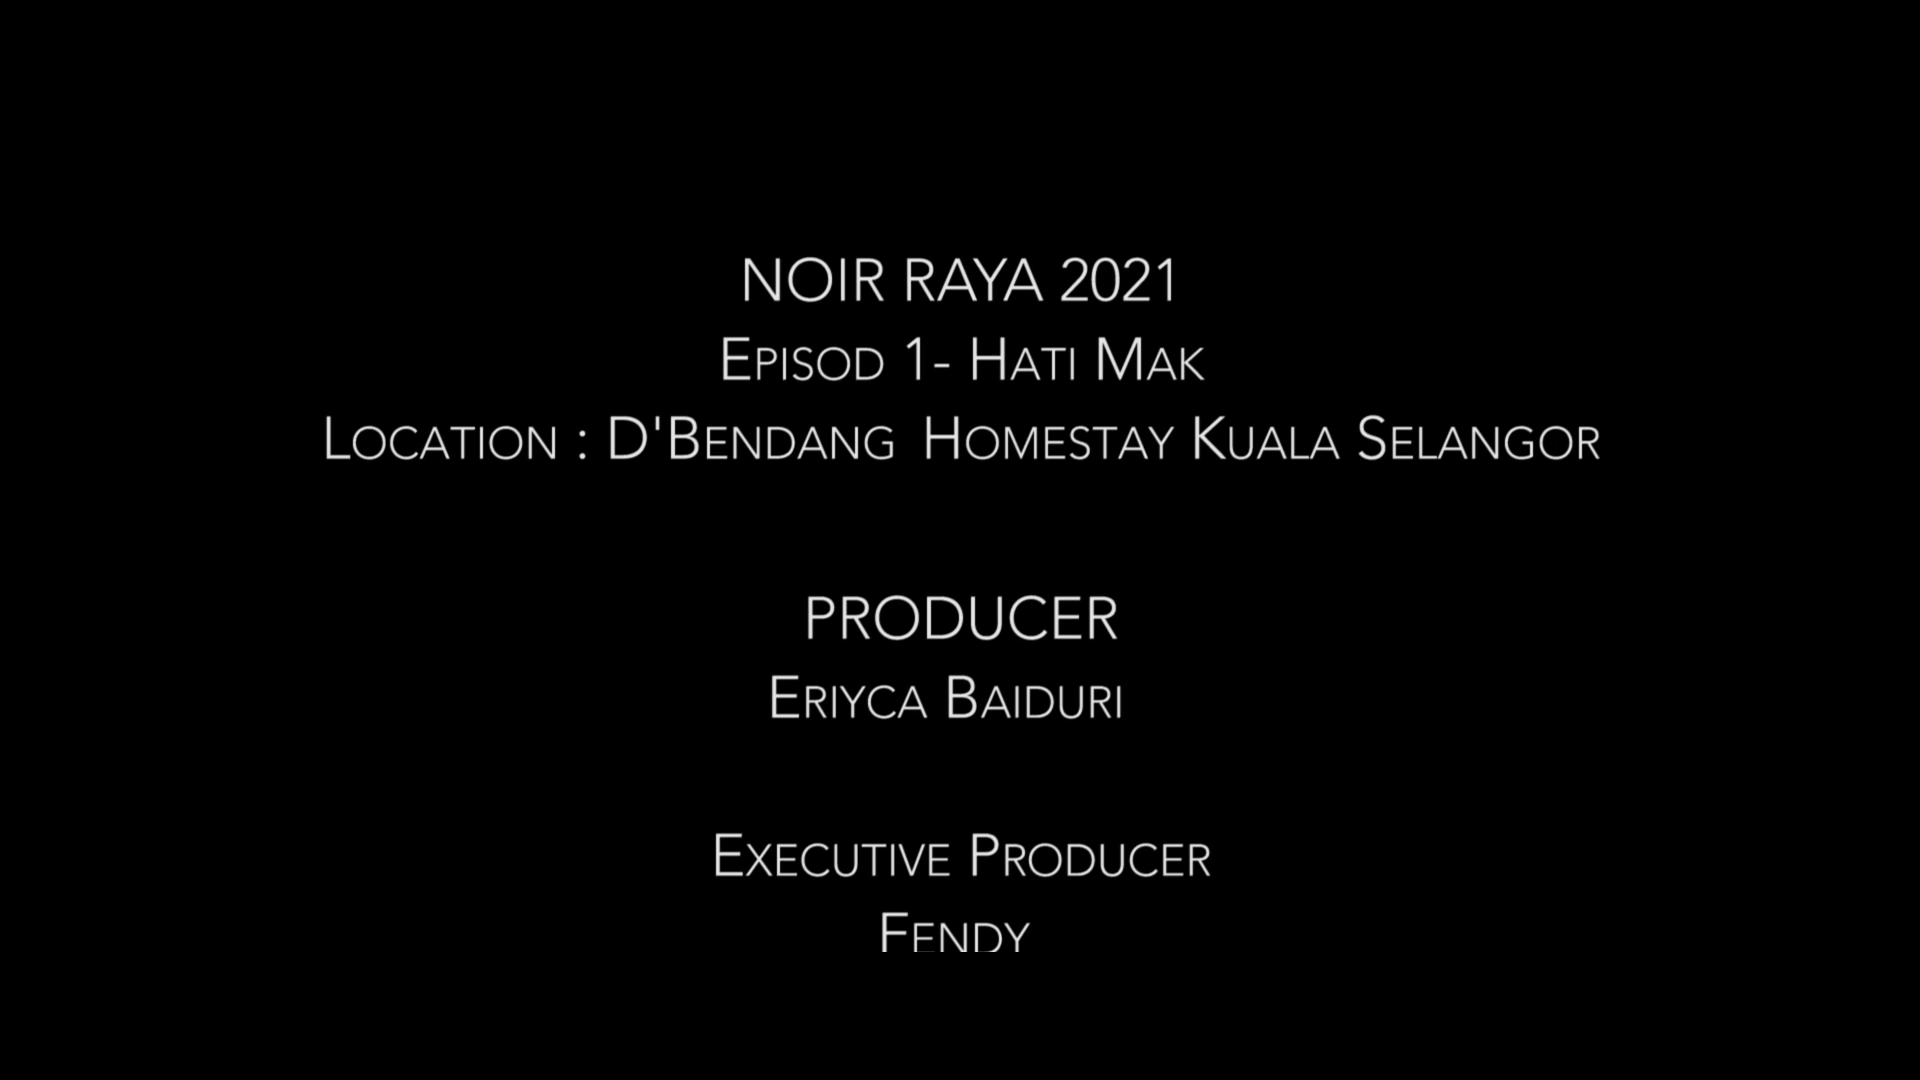 NOIR RAYA 2021
Episod 1- Hati Mak
Location : D'Bendang Homestay Kuala Selangor
PRODUCER
Eriyca Baiduri
Executive Producer
Fendy